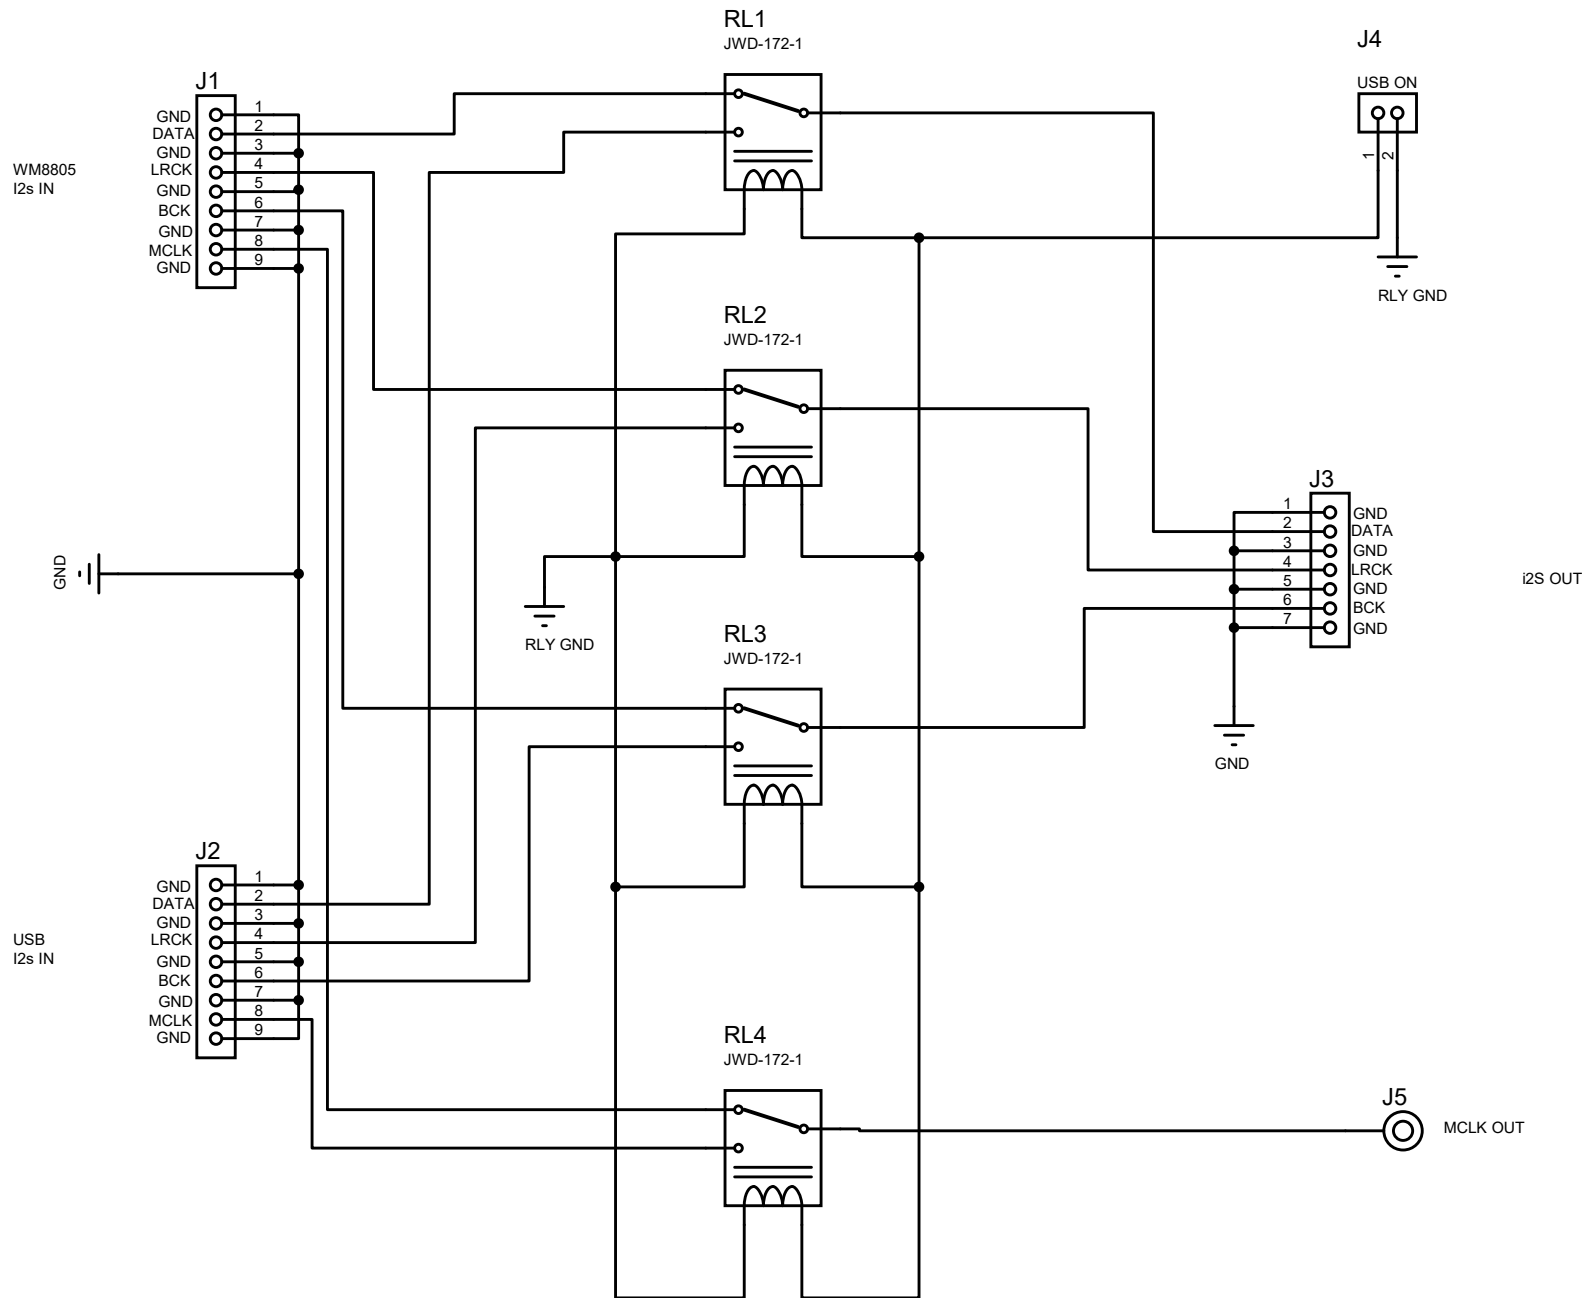 RL1
JWD-172-1
J4
USB ON
1
2
RLY GND
J1
GND 1
DATA 2
GND 3
LRCK 4
GND 5
BCK 6
GND 7
MCLK 8
GND 9
WM8805
I2s IN
RL2
JWD-172-1
J3
1 GND
2 DATA
3 GND
4 LRCK
5 GND
6 BCK
7 GND
i2S OUT
GND
RLY GND
RL3
JWD-172-1
GND
J2
GND 1
DATA 2
GND 3
LRCK 4
GND 5
BCK 6
GND 7
MCLK 8
GND 9
USB
I2s IN
RL4
JWD-172-1
J5
MCLK OUT